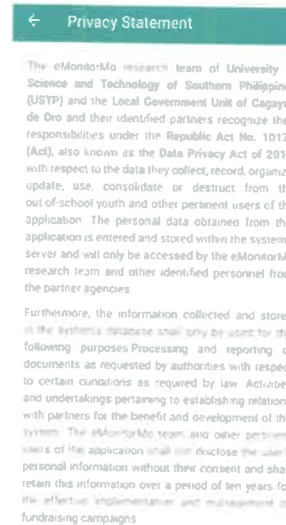 ← Privacy Statement
The eMonitorMo research team of University
Science and Technology of Southern Philippine
(USTP) and the Local Government Unit of Cagaya
de Oro and their identified partners recognize the
responsibilities under the Republic Act No. 1017
(Act), also known as the Data Privacy Act of 201
with respect to the data they collect, record, organiz
update, use, consolidate or destruct from th
out-of-school youth and other pertinent users of th
application. The personal data obtained from th
application is entered and stored within the system
server and will only be accessed by the eMonitorM
research team and other identified personnel from
the partner agencies
Furthermore, the information collected and store
in the system's database shall only be used for the
following purposes Processing and reporting o
documents as requested by authorities with respec
to certain conditions as required by law Activitie
and undertakings pertaining to establishing relation
with partners for the benefit and development of th
system. The eMonitorMo team and other pertinen
users of the application shall not disclose the user
personal information without their consent and sha
retain this information over a period of ten years fo
the effective implementation and management o
fundraising campaigns